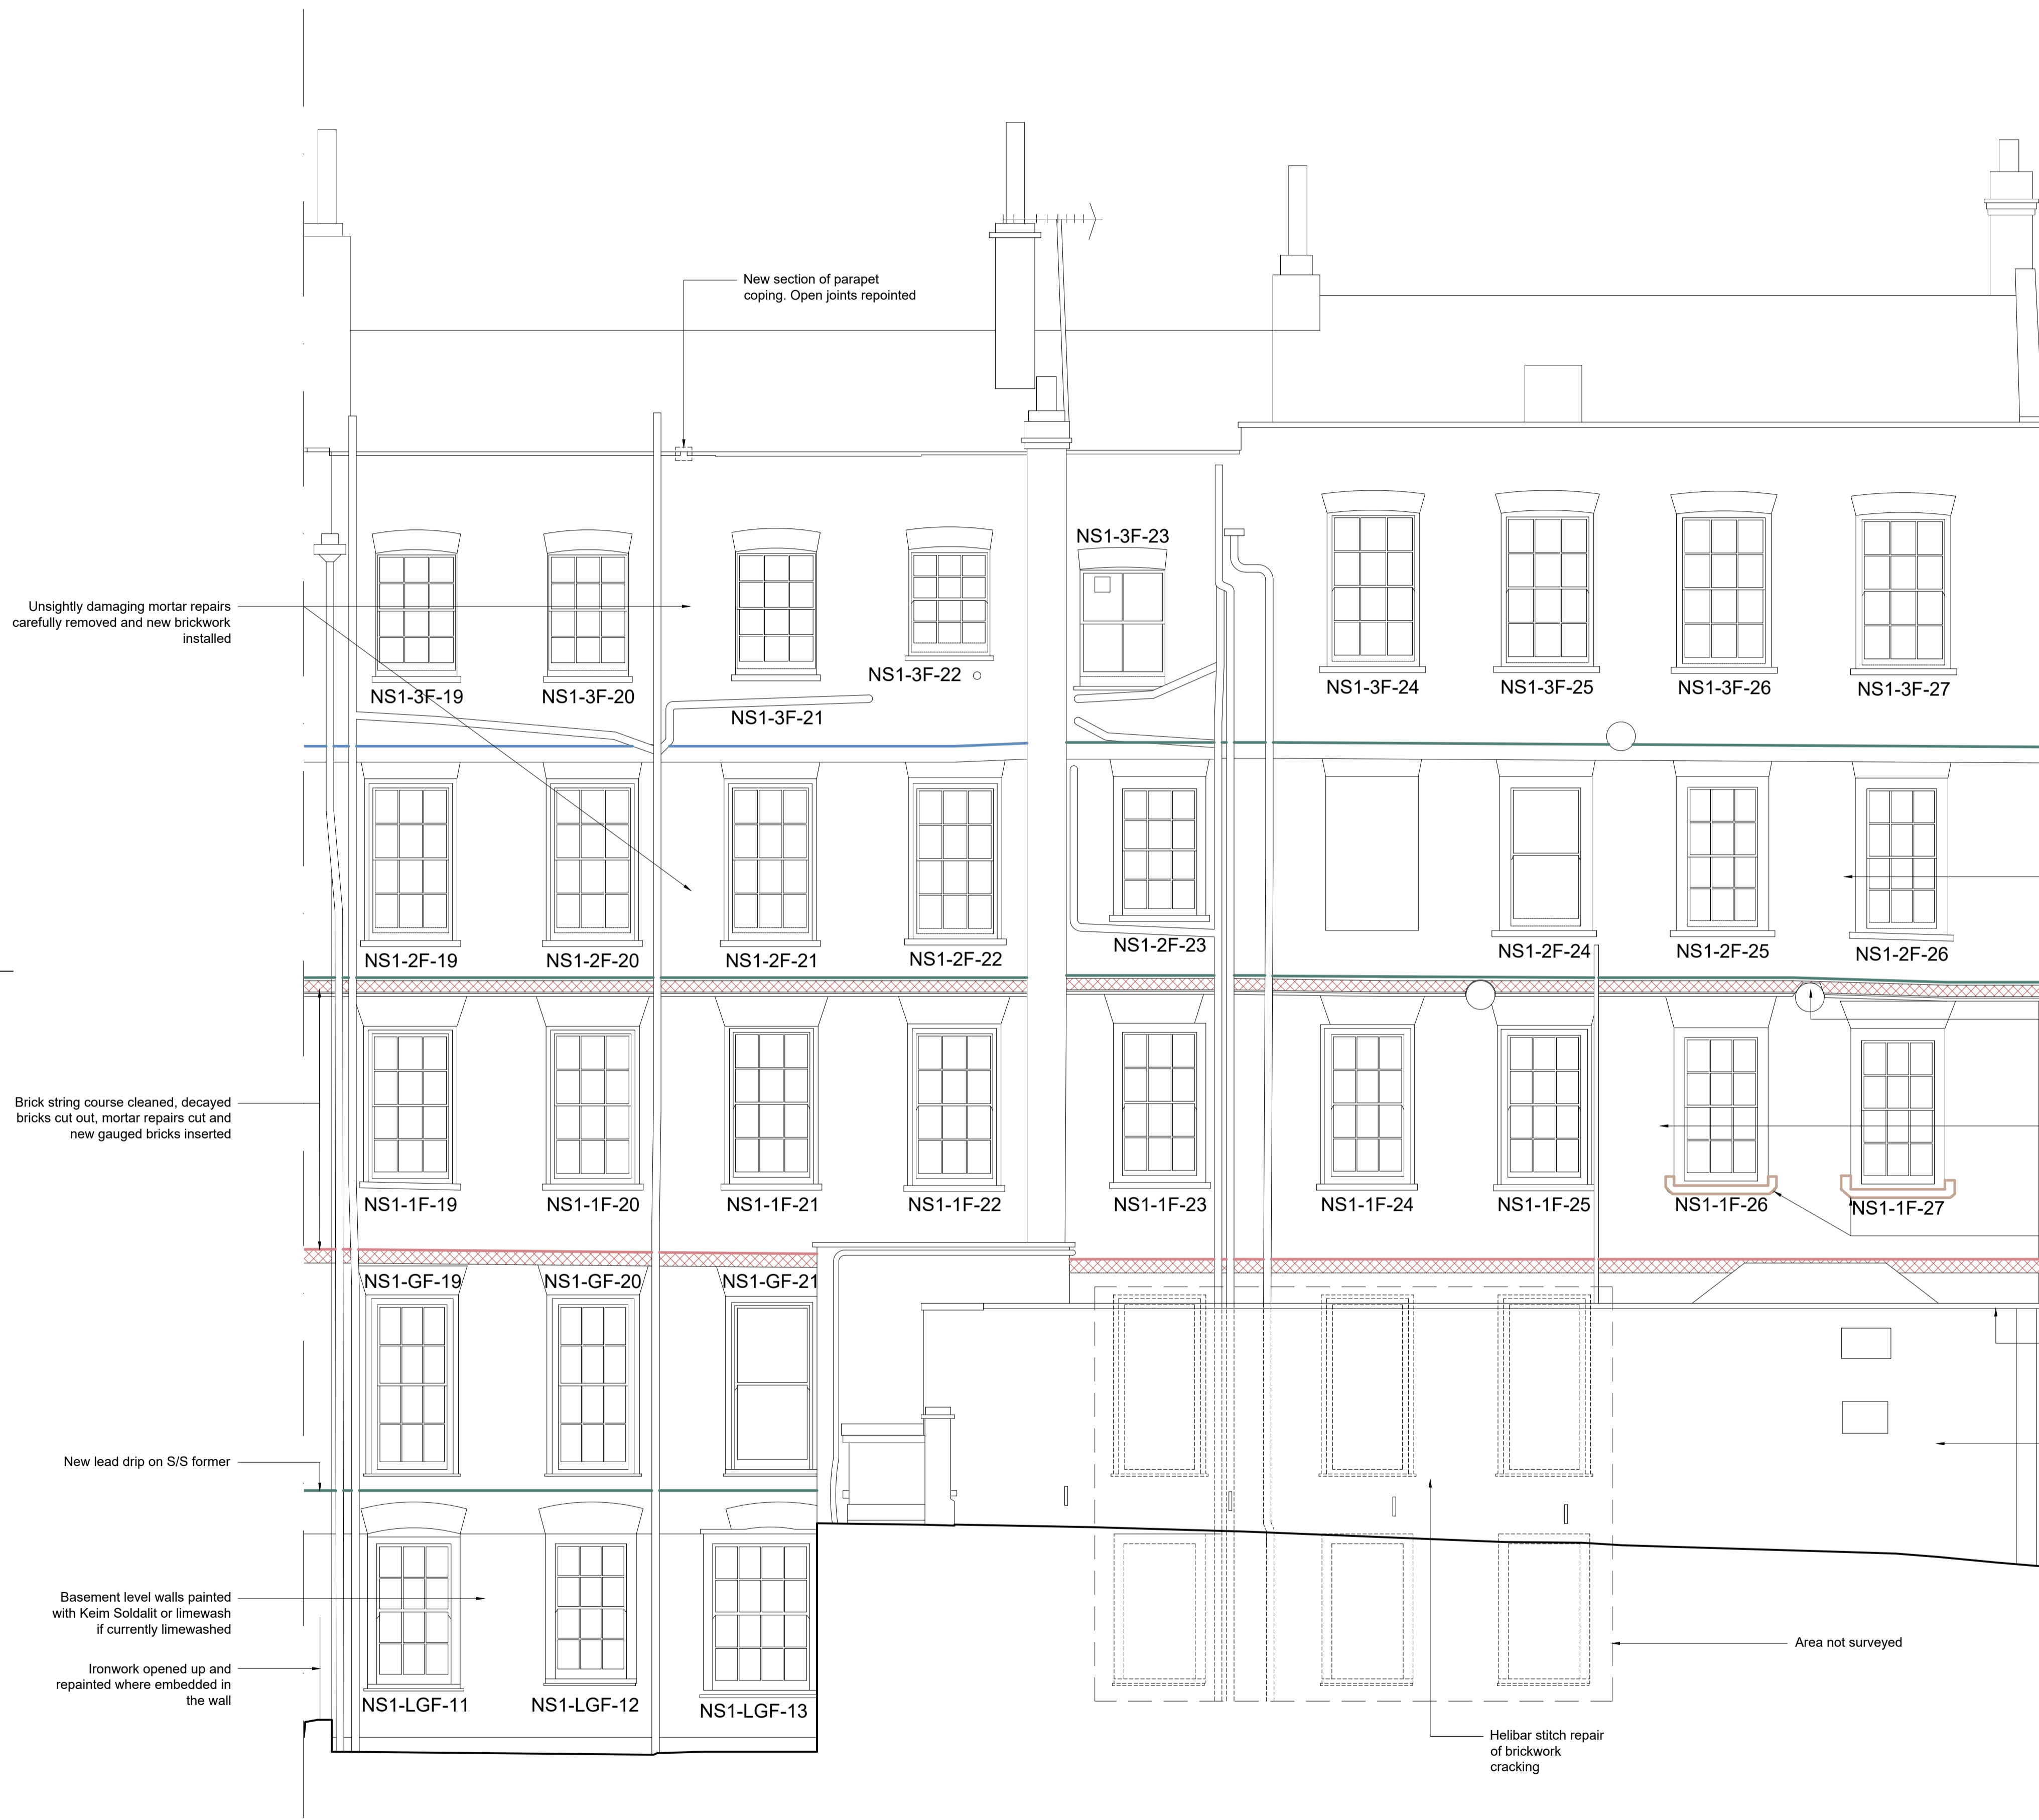 New section of parapet
coping. Open joints repointed
NS1-3F-23
Unsightly damaging mortar repairs
carefully removed and new brickwork
installed
NS1-3F-19
NS1-3F-20
NS1-3F-21
NS1-3F-22
NS1-3F-24
NS1-3F-25
NS1-3F-26
NS1-3F-27
NS1-2F-19
NS1-2F-20
NS1-2F-21
NS1-2F-22
NS1-2F-23
NS1-2F-24
NS1-2F-25
NS1-2F-26
Brick string course cleaned, decayed
bricks cut out, mortar repairs cut and
new gauged bricks inserted
NS1-1F-19
NS1-1F-20
NS1-1F-21
NS1-1F-22
NS1-1F-23
NS1-1F-24
NS1-1F-25
NS1-1F-26
NS1-1F-27
NS1-GF-19
NS1-GF-20
NS1-GF-21
New lead drip on S/S former
Basement level walls painted
with Keim Soldalit or limewash
if currently limewashed
Ironwork opened up and
repainted where embedded in
the wall
NS1-LGF-11
NS1-LGF-12
NS1-LGF-13
Area not surveyed
Helibar stitch repair
of brickwork
cracking